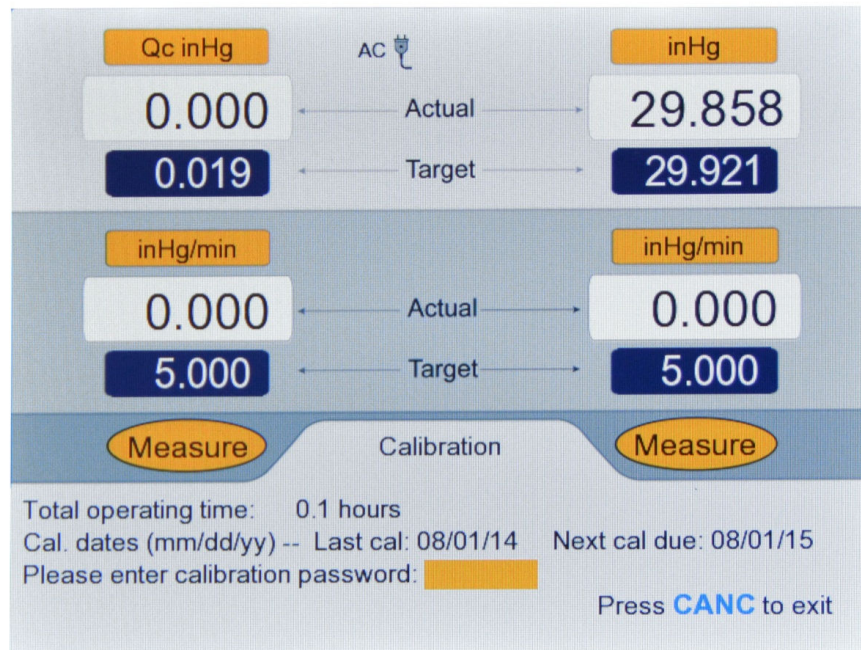 Qc inHg AC inHg
0.000 Actual 29.858
0.019 Target 29.921
inHg/min inHg/min
0.000 Actual 0.000
5.000 Target 5.000
Measure Calibration Measure
Total operating time: 0.1 hours
Cal. dates (mm/dd/yy) -- Last cal: 08/01/14 Next cal due: 08/01/15
Please enter calibration password:
Press CANC to exit